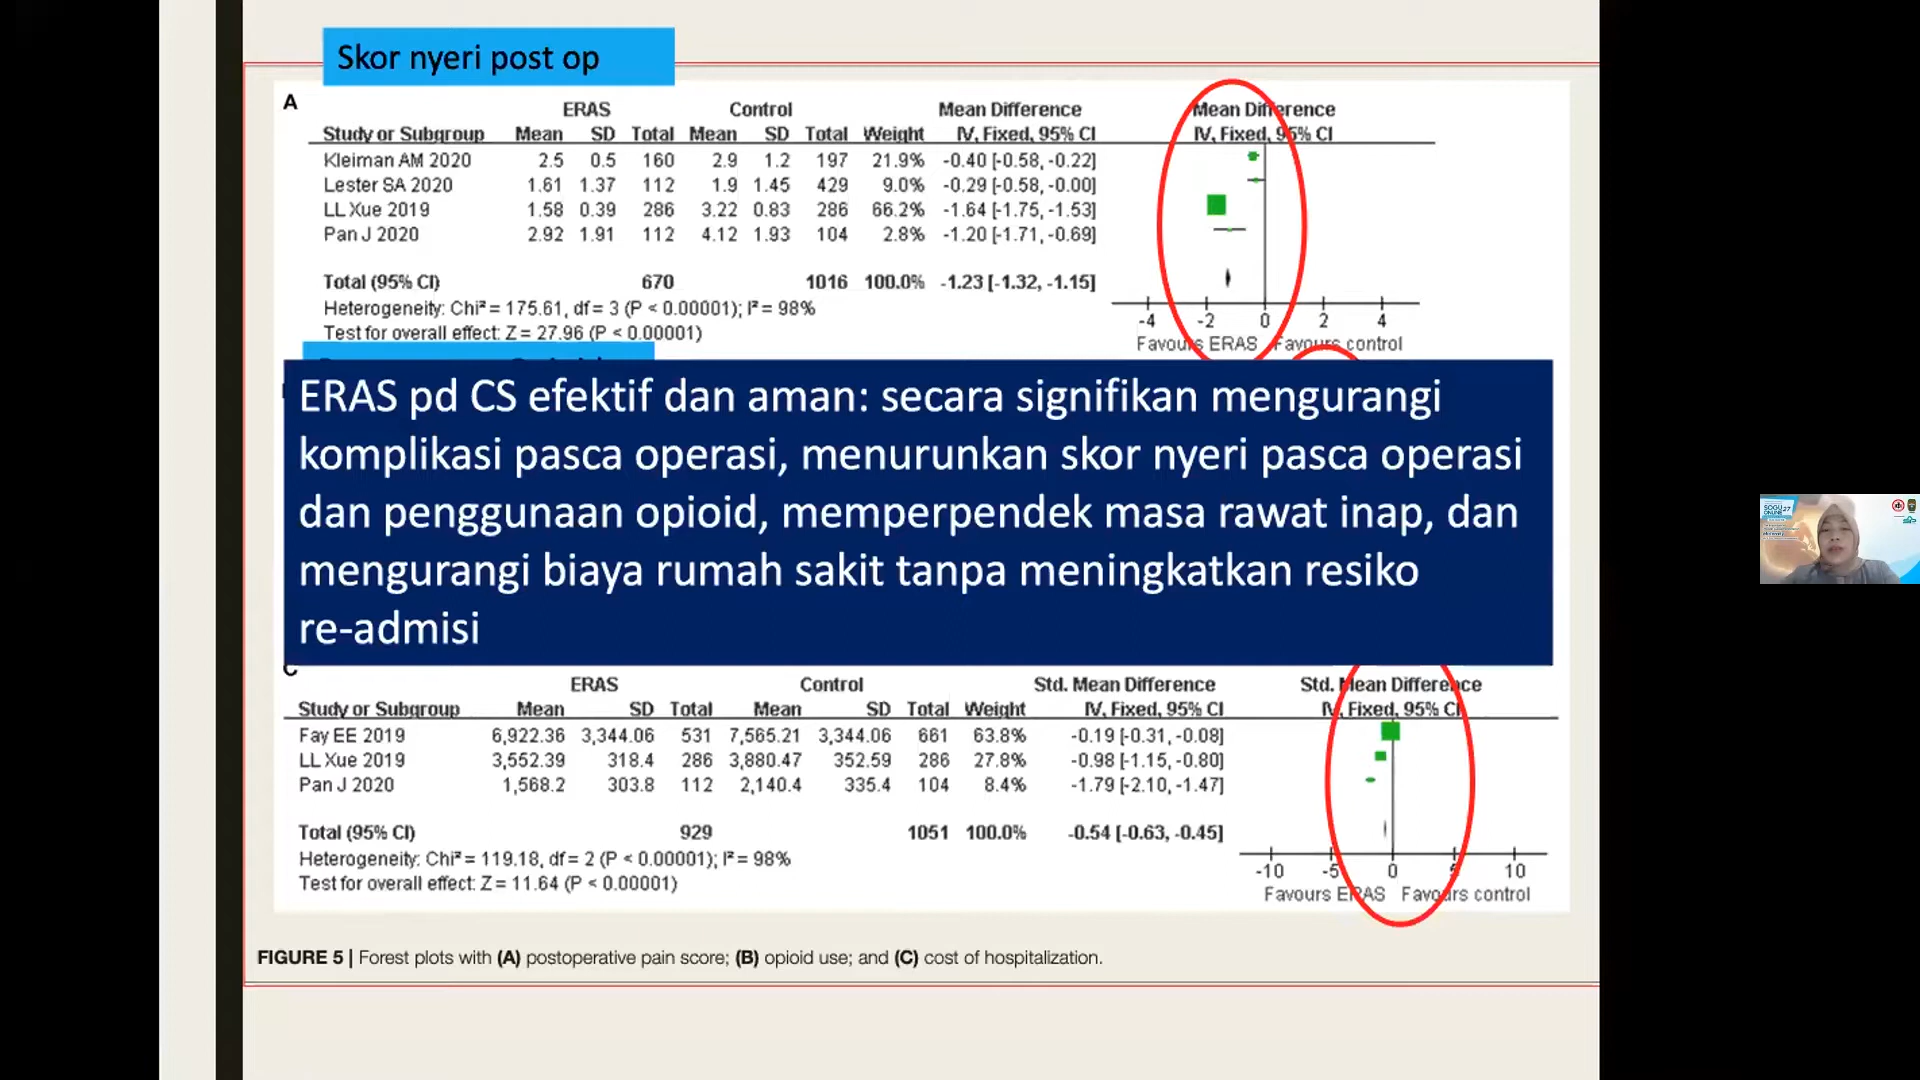 Skor nyeri post op
A
ERAS Control Mean Difference Mean Difference
Study or Subgroup Mean SD Total Mean SD Total Weight IV, Fixed, 95% CI IV, Fixed, 95% CI
Kleiman AM 2020 2.5 0.5 160 2.9 1.2 197 21.9% -0.40 [-0.58, -0.22]
Lester SA 2020 1.61 1.37 112 1.9 1.45 429 9.0% -0.29 [-0.58, -0.00]
LL Xue 2019 1.58 0.39 286 3.22 0.83 286 66.2% -1.64 [-1.75, -1.53]
Pan J 2020 2.92 1.91 112 4.12 1.93 104 2.8% -1.20 [-1.71, -0.69]
Total (95% CI) 670 1016 100.0% -1.23 [-1.32, -1.15]
Heterogeneity: Chi² = 175.61, df = 3 (P < 0.00001); I² = 98%
Test for overall effect: Z = 27.96 (P < 0.00001)
-4 -2 0 2 4
Favours ERAS Favours control
ERAS pd CS efektif dan aman: secara signifikan mengurangi
komplikasi pasca operasi, menurunkan skor nyeri pasca operasi
dan penggunaan opioid, memperpendek masa rawat inap, dan
mengurangi biaya rumah sakit tanpa meningkatkan resiko
re-admisi
C
ERAS Control Std. Mean Difference Std. Mean Difference
Study or Subgroup Mean SD Total Mean SD Total Weight IV, Fixed, 95% CI IV, Fixed, 95% CI
Fay EE 2019 6,922.36 3,344.06 531 7,565.21 3,344.06 661 63.8% -0.19 [-0.31, -0.08]
LL Xue 2019 3,552.39 318.4 286 3,880.47 352.59 286 27.8% -0.98 [-1.15, -0.80]
Pan J 2020 1,568.2 303.8 112 2,140.4 335.4 104 8.4% -1.79 [-2.10, -1.47]
Total (95% CI) 929 1051 100.0% -0.54 [-0.63, -0.45]
Heterogeneity: Chi² = 119.18, df = 2 (P < 0.00001); I² = 98%
Test for overall effect: Z = 11.64 (P < 0.00001)
-10 -5 0 5 10
Favours ERAS Favours control
FIGURE 5 | Forest plots with (A) postoperative pain score; (B) opioid use; and (C) cost of hospitalization.